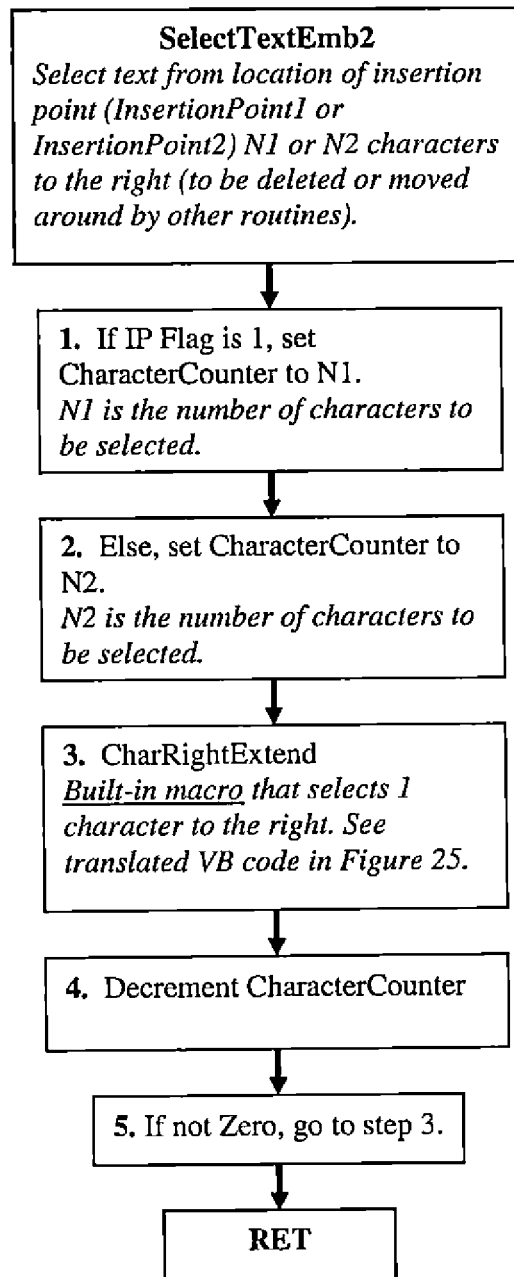 SelectTextEmb2
Select text from location of insertion
point (InsertionPoint1 or
InsertionPoint2) N1 or N2 characters
to the right (to be deleted or moved
around by other routines).
1. If IP Flag is 1, set
CharacterCounter to N1.
N1 is the number of characters to
be selected.
2. Else, set CharacterCounter to
N2.
N2 is the number of characters to
be selected.
3. CharRightExtend
Built-in macro that selects 1
character to the right. See
translated VB code in Figure 25.
4. Decrement CharacterCounter
5. If not Zero, go to step 3.
RET